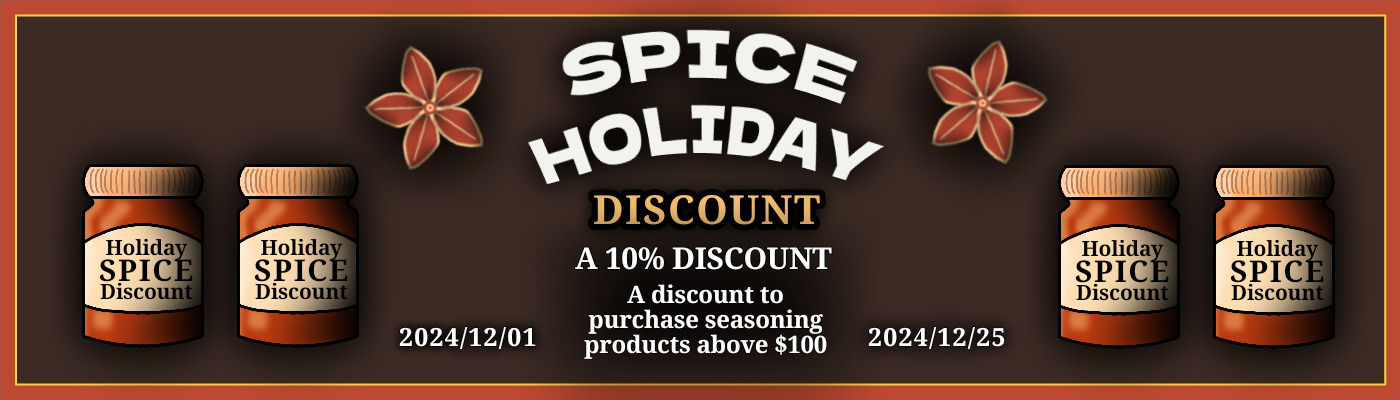 SPICE
HOLIDAY
DISCOUNT
A 10% DISCOUNT
A discount to
purchase seasoning
products above $100
2024/12/01
2024/12/25
Holiday
SPICE
Discount
Holiday
SPICE
Discount
Holiday
SPICE
Discount
Holiday
SPICE
Discount